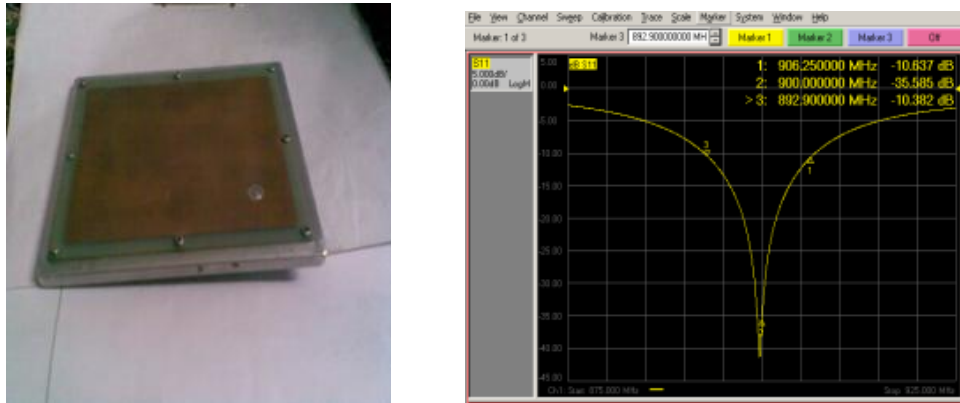 File View Channel Sweep Calibration Trace Scale Marker System Window Help
Marker: 1 of 3 Marker 3 892.900000000 MH Marker 1 Marker 2 Marker 3 Off
S11
5.000dB/
0.00dB LogM
5.00 dB S11
0.00
-5.00
-10.00
-15.00
-20.00
-25.00
-30.00
-35.00
-40.00
-45.00
1: 906.250000 MHz -10.637 dB
2: 900.000000 MHz -35.585 dB
> 3: 892.900000 MHz -10.382 dB
3
1
Ch1: Start 875.000 MHz Stop 925.000 MHz